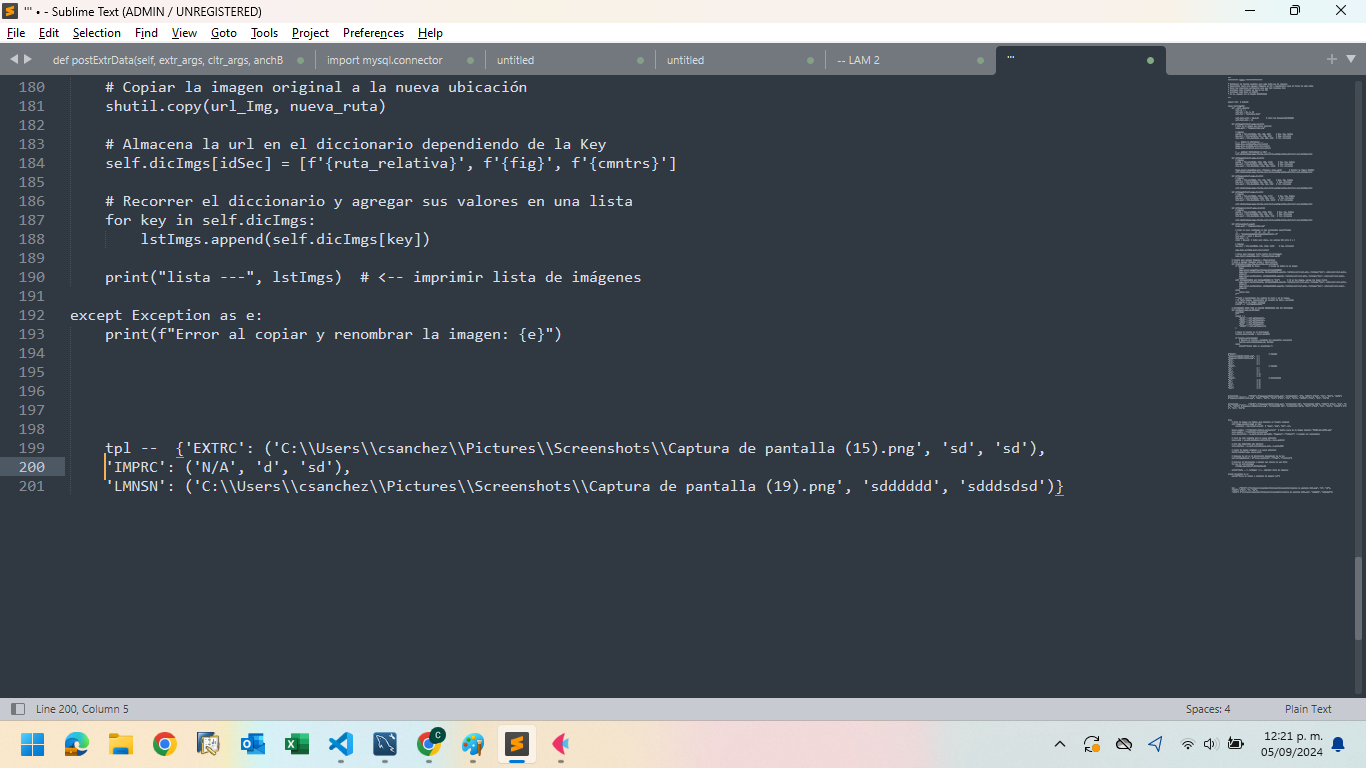 ''' • - Sublime Text (ADMIN / UNREGISTERED)
File Edit Selection Find View Goto Tools Project Preferences Help
def postExtrData(self, extr_args, citr_args, anchB
import mysql.connector
untitled
untitled
-- LAM 2
'''
180 # Copiar la imagen original a la nueva ubicación
181 shutil.copy(url_Img, nueva_ruta)
182
183 # Almacena la url en el diccionario dependiendo de la Key
184 self.dicImgs[idSec] = [f'{ruta_relativa}', f'{fig}', f'{cmntrs}']
185
186 # Recorrer el diccionario y agregar sus valores en una lista
187 for key in self.dicImgs:
188 lstImgs.append(self.dicImgs[key])
189
190 print("lista ---", lstImgs)  # <-- imprimir lista de imágenes
191
192 except Exception as e:
193 print(f"Error al copiar y renombrar la imagen: {e}")
194
195
196
197
198
199 tpl --  {'EXTRC': ('C:\\Users\\csanchez\\Pictures\\Screenshots\\Captura de pantalla (15).png', 'sd', 'sd'),
200 'IMPRC': ('N/A', 'd', 'sd'),
201 'LMNSN': ('C:\\Users\\csanchez\\Pictures\\Screenshots\\Captura de pantalla (19).png', 'sdddddd', 'sdddsdsd')}
Line 200, Column 5
Spaces: 4
Plain Text
C
12:21 p. m.
05/09/2024